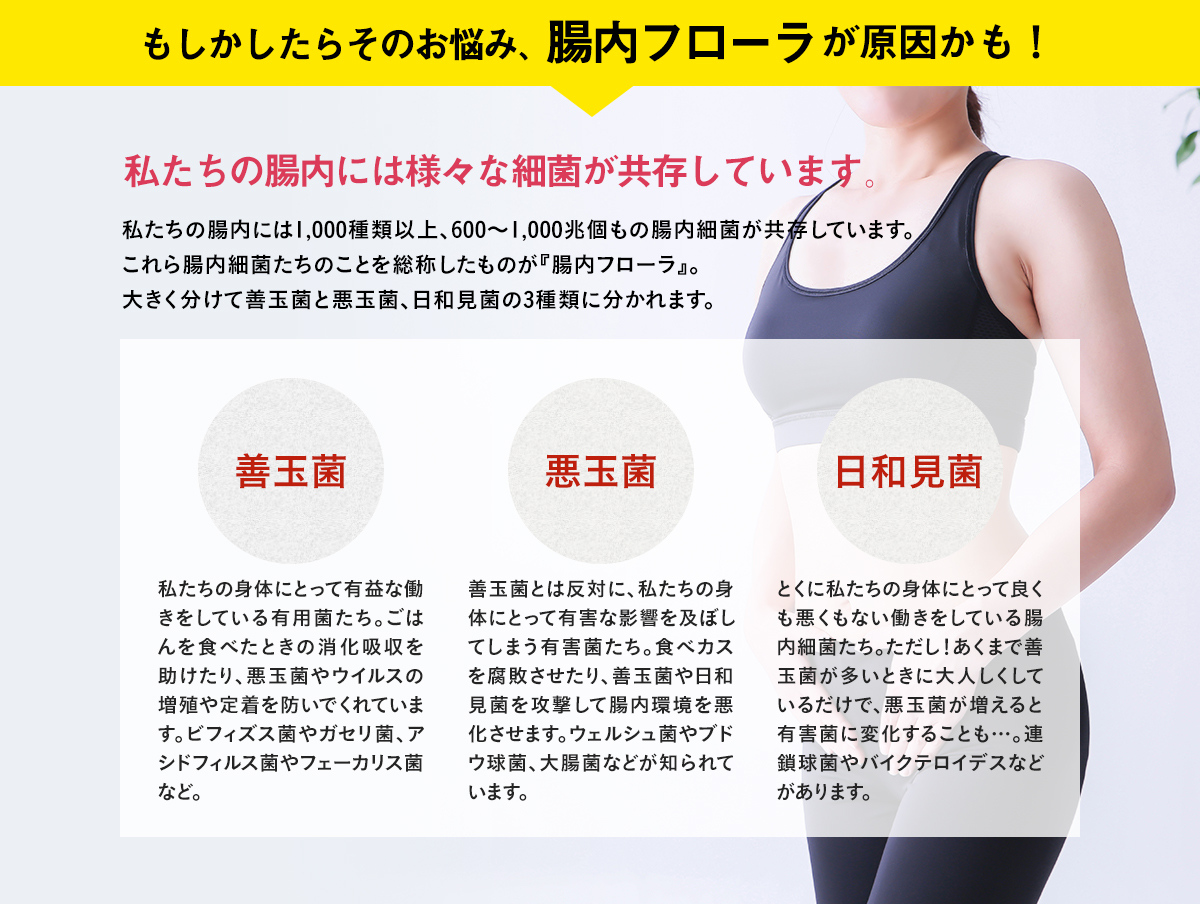 もしかしたらそのお悩み、腸内フローラが原因かも！
私たちの腸内には様々な細菌が共存しています。
私たちの腸内には1,000種類以上、600〜1,000兆個もの腸内細菌が共存しています。
これら腸内細菌たちのことを総称したものが『腸内フローラ』。
大きく分けて善玉菌と悪玉菌、日和見菌の3種類に分かれます。
善玉菌
私たちの身体にとって有益な働
きをしている有用菌たち。ごは
んを食べたときの消化吸収を
助けたり、悪玉菌やウイルスの
増殖や定着を防いでくれていま
す。ビフィズス菌やガセリ菌、ア
シドフィルス菌やフェーカリス菌
など。
悪玉菌
善玉菌とは反対に、私たちの身
体にとって有害な影響を及ぼし
てしまう有害菌たち。食べカス
を腐敗させたり、善玉菌や日和
見菌を攻撃して腸内環境を悪
化させます。ウェルシュ菌やブド
ウ球菌、大腸菌などが知られて
います。
日和見菌
とくに私たちの身体にとって良く
も悪くもない働きをしている腸
内細菌たち。ただし！あくまで善
玉菌が多いときに大人しくして
いるだけで、悪玉菌が増えると
有害菌に変化することも…。連
鎖球菌やバイクテロイデスなど
があります。